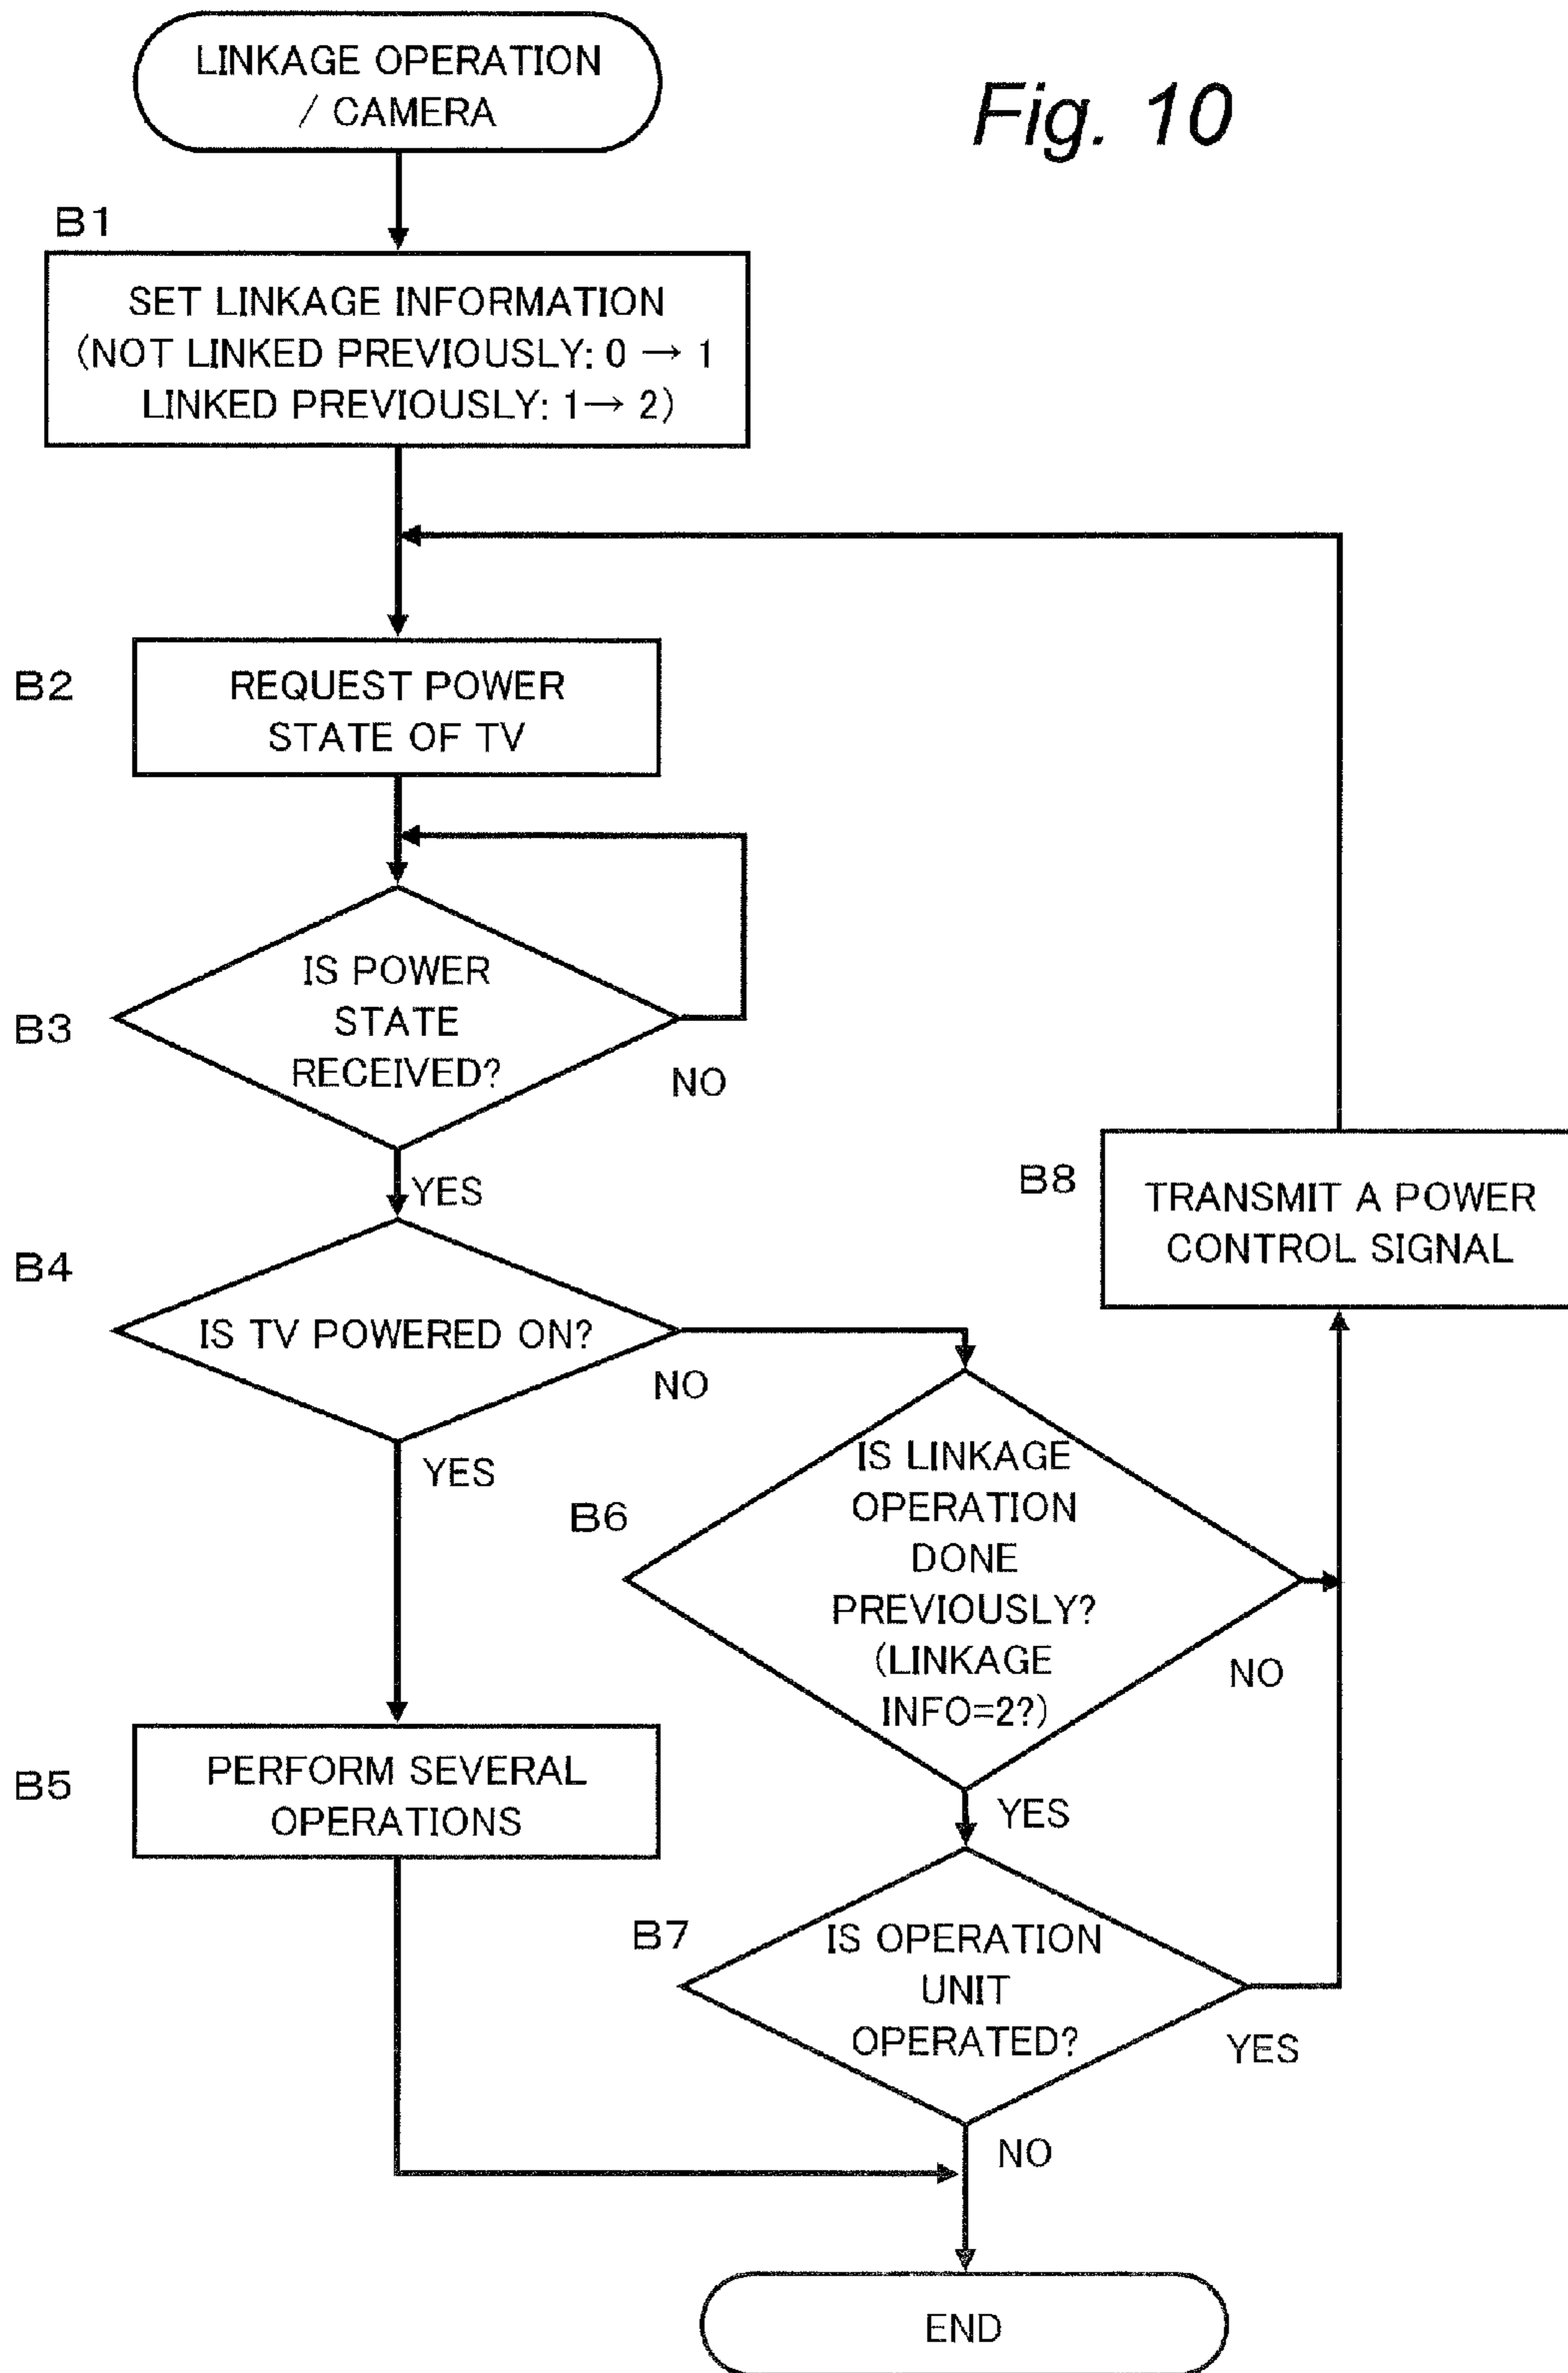 LINKAGE OPERATION
/ CAMERA
Fig. 10
B1
SET LINKAGE INFORMATION
(NOT LINKED PREVIOUSLY: 0 → 1
LINKED PREVIOUSLY: 1→ 2)
B2
REQUEST POWER
STATE OF TV
B3
IS POWER
STATE
RECEIVED?
NO
YES
B4
IS TV POWERED ON?
NO
YES
B8
TRANSMIT A POWER
CONTROL SIGNAL
B6
IS LINKAGE
OPERATION
DONE
PREVIOUSLY?
(LINKAGE
INFO=2?)
NO
YES
B5
PERFORM SEVERAL
OPERATIONS
B7
IS OPERATION
UNIT
OPERATED?
YES
NO
END